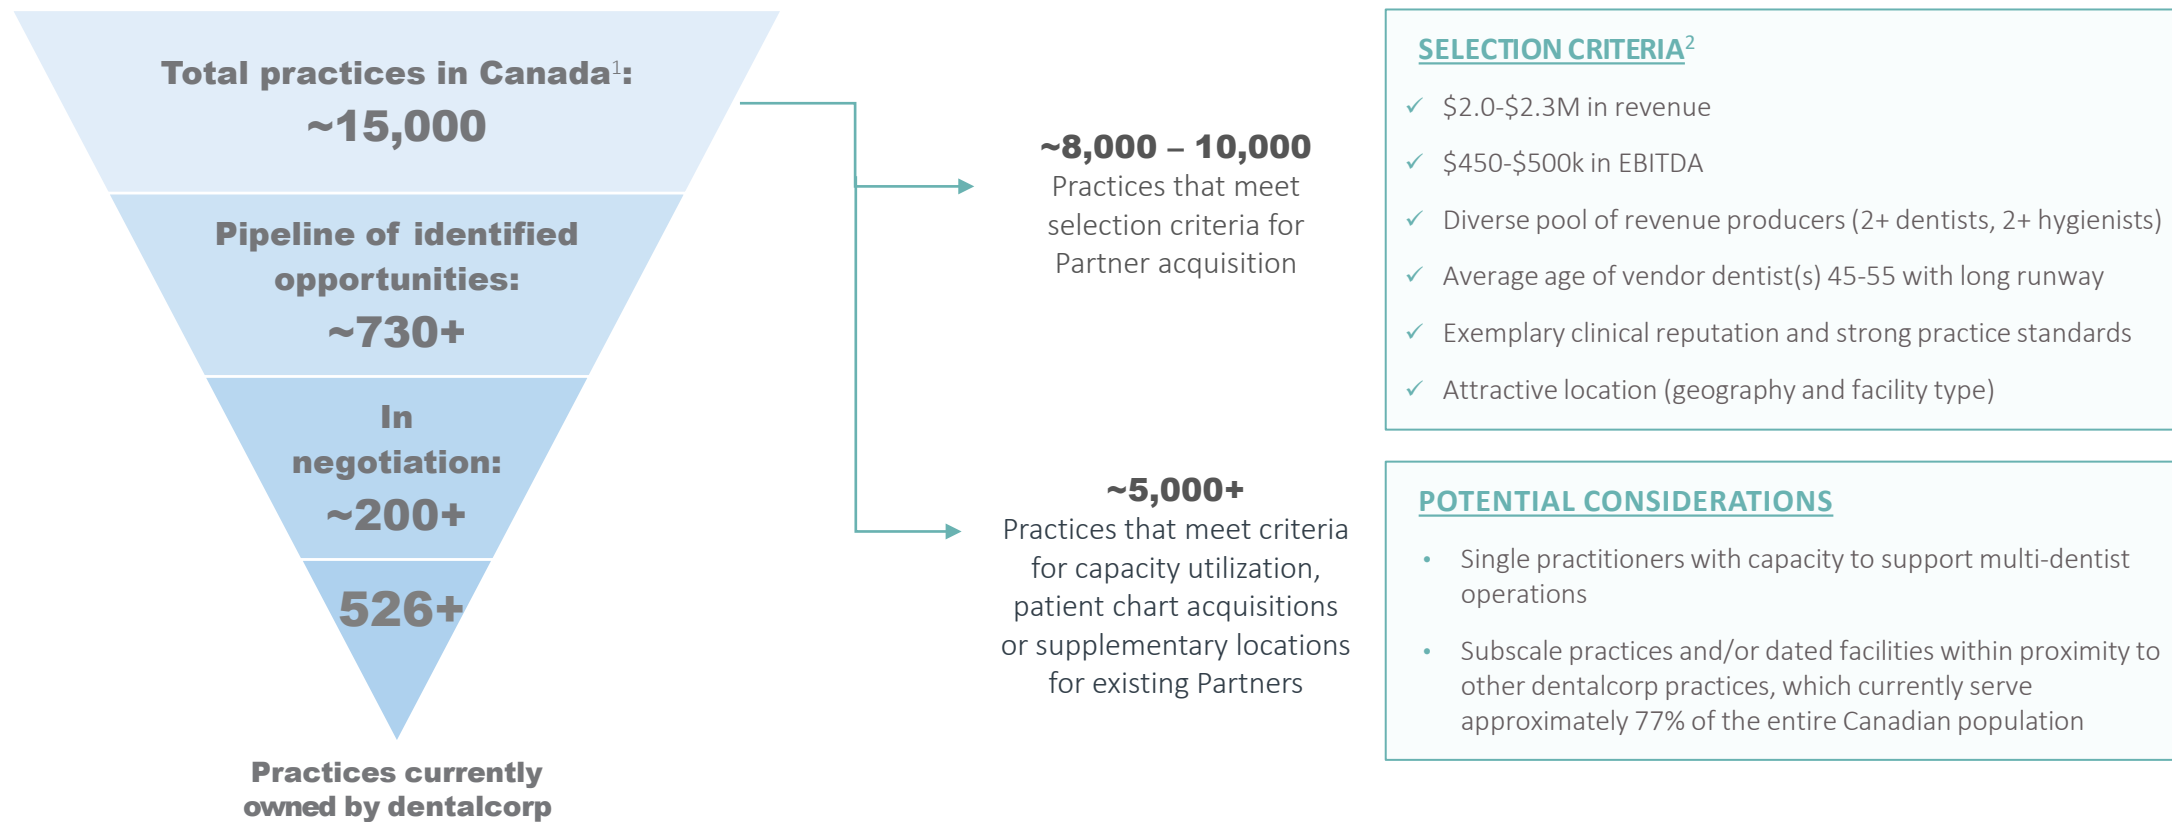 Total practices in Canada¹:
~15,000
Pipeline of identified
opportunities:
~730+
In
negotiation:
~200+
526+
Practices currently
owned by dentalcorp
~8,000 – 10,000
Practices that meet
selection criteria for
Partner acquisition
~5,000+
Practices that meet criteria
for capacity utilization,
patient chart acquisitions
or supplementary locations
for existing Partners
SELECTION CRITERIA²
✓ $2.0-$2.3M in revenue
✓ $450-$500k in EBITDA
✓ Diverse pool of revenue producers (2+ dentists, 2+ hygienists)
✓ Average age of vendor dentist(s) 45-55 with long runway
✓ Exemplary clinical reputation and strong practice standards
✓ Attractive location (geography and facility type)
POTENTIAL CONSIDERATIONS
• Single practitioners with capacity to support multi-dentist
operations
• Subscale practices and/or dated facilities within proximity to
other dentalcorp practices, which currently serve
approximately 77% of the entire Canadian population